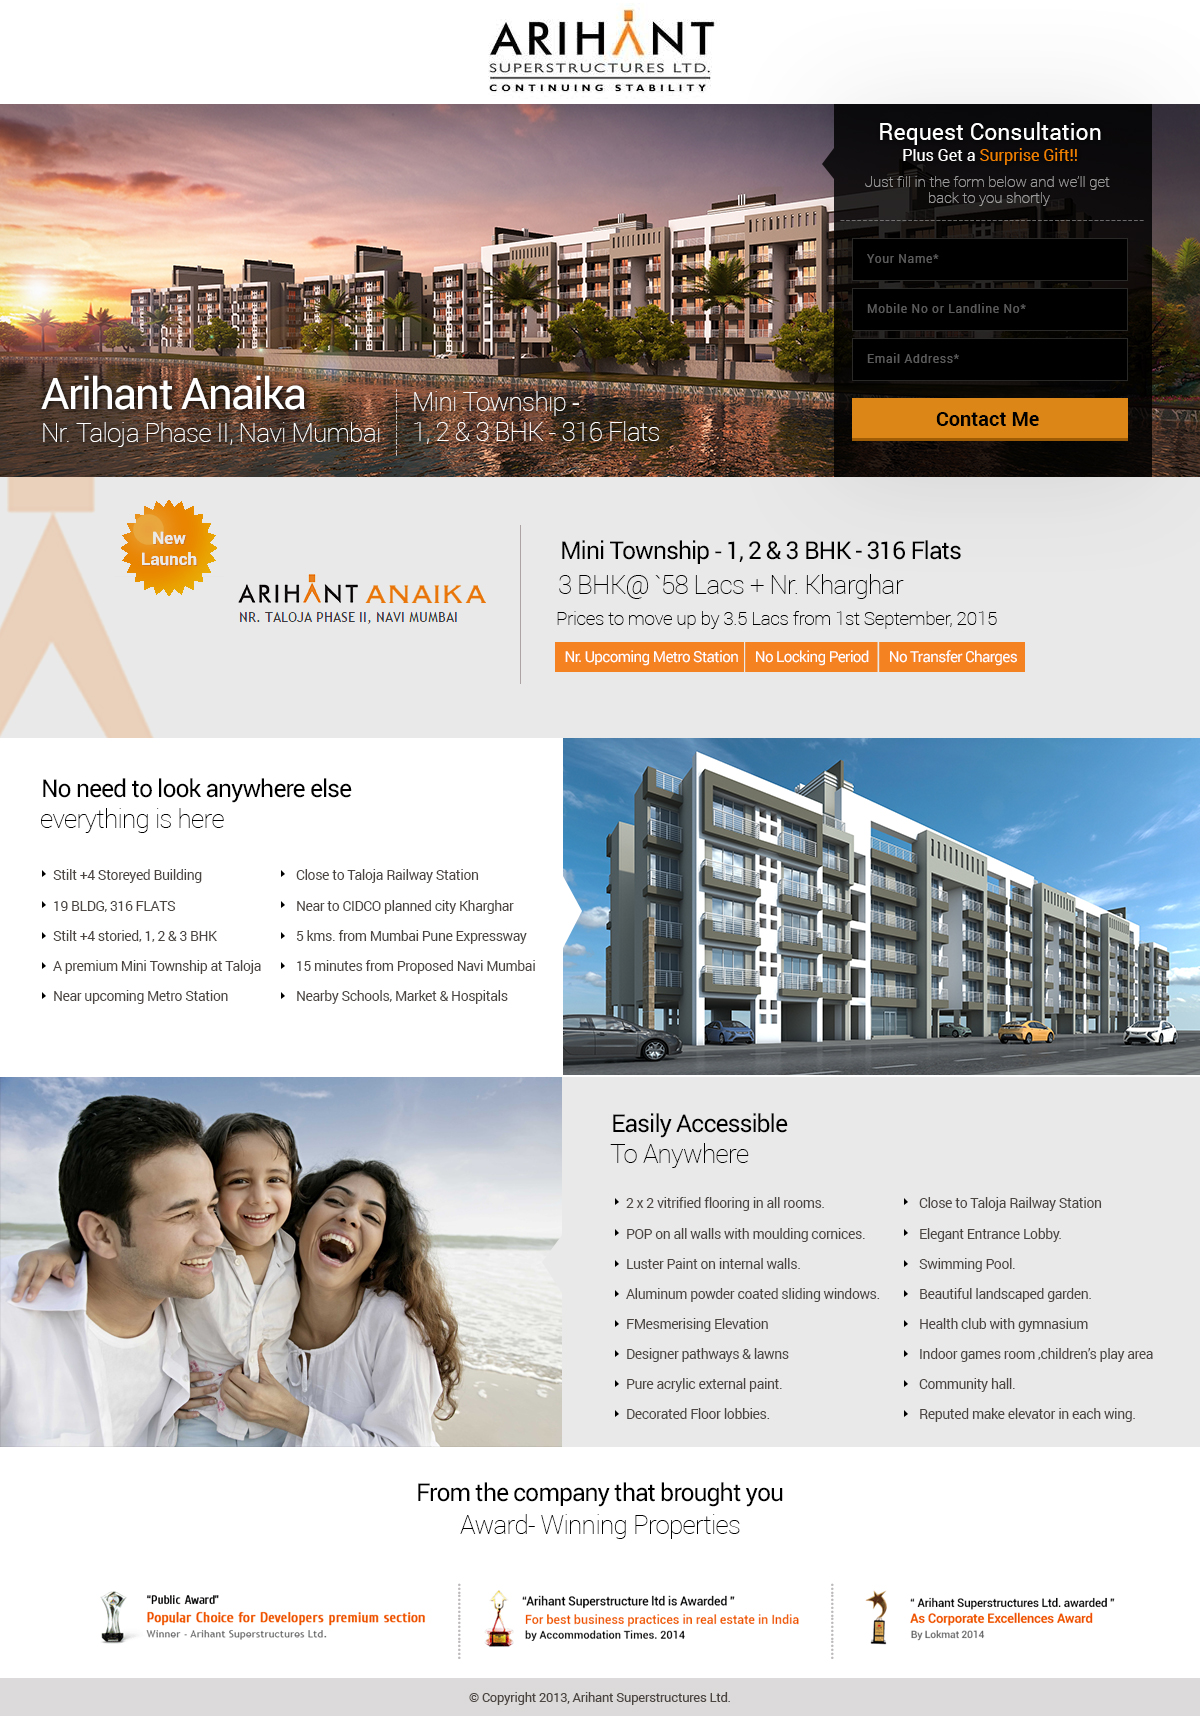 ARIHANT
SUPERSTRUCTURES LTD.
CONTINUING STABILITY
Request Consultation
Plus Get a Surprise Gift!!
Just fill in the form below and we'll get
back to you shortly
Your Name*
Mobile No or Landline No*
Email Address*
Contact Me
Arihant Anaika
Nr. Taloja Phase II, Navi Mumbai
Mini Township -
1, 2 & 3 BHK - 316 Flats
New
Launch
ARIHANT ANAIKA
NR. TALOJA PHASE II, NAVI MUMBAI
Mini Township - 1, 2 & 3 BHK - 316 Flats
3 BHK@ `58 Lacs + Nr. Kharghar
Prices to move up by 3.5 Lacs from 1st September, 2015
Nr. Upcoming Metro Station
No Locking Period
No Transfer Charges
No need to look anywhere else
everything is here
Stilt +4 Storeyed Building
19 BLDG, 316 FLATS
Stilt +4 storied, 1, 2 & 3 BHK
A premium Mini Township at Taloja
Near upcoming Metro Station
Close to Taloja Railway Station
Near to CIDCO planned city Kharghar
5 kms. from Mumbai Pune Expressway
15 minutes from Proposed Navi Mumbai
Nearby Schools, Market & Hospitals
Easily Accessible
To Anywhere
2 x 2 vitrified flooring in all rooms.
POP on all walls with moulding cornices.
Luster Paint on internal walls.
Aluminum powder coated sliding windows.
FMesmerising Elevation
Designer pathways & lawns
Pure acrylic external paint.
Decorated Floor lobbies.
Close to Taloja Railway Station
Elegant Entrance Lobby.
Swimming Pool.
Beautiful landscaped garden.
Health club with gymnasium
Indoor games room ,children's play area
Community hall.
Reputed make elevator in each wing.
From the company that brought you
Award- Winning Properties
"Public Award"
Popular Choice for Developers premium section
Winner - Arihant Superstructures Ltd.
"Arihant Superstructure ltd is Awarded "
For best business practices in real estate in India
by Accommodation Times. 2014
" Arihant Superstructures Ltd. awarded "
As Corporate Excellences Award
By Lokmat 2014
© Copyright 2013, Arihant Superstructures Ltd.